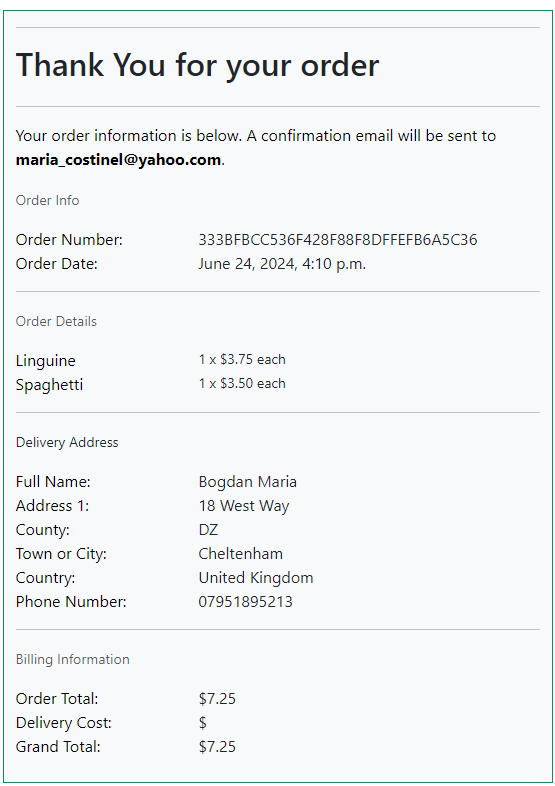 Thank You for your order
Your order information is below. A confirmation email will be sent to
maria_costinel@yahoo.com.
Order Info
Order Number: 333BFBCC536F428F88F8DFFEFB6A5C36
Order Date: June 24, 2024, 4:10 p.m.
Order Details
Linguine 1 x $3.75 each
Spaghetti 1 x $3.50 each
Delivery Address
Full Name: Bogdan Maria
Address 1: 18 West Way
County: DZ
Town or City: Cheltenham
Country: United Kingdom
Phone Number: 07951895213
Billing Information
Order Total: $7.25
Delivery Cost: $
Grand Total: $7.25